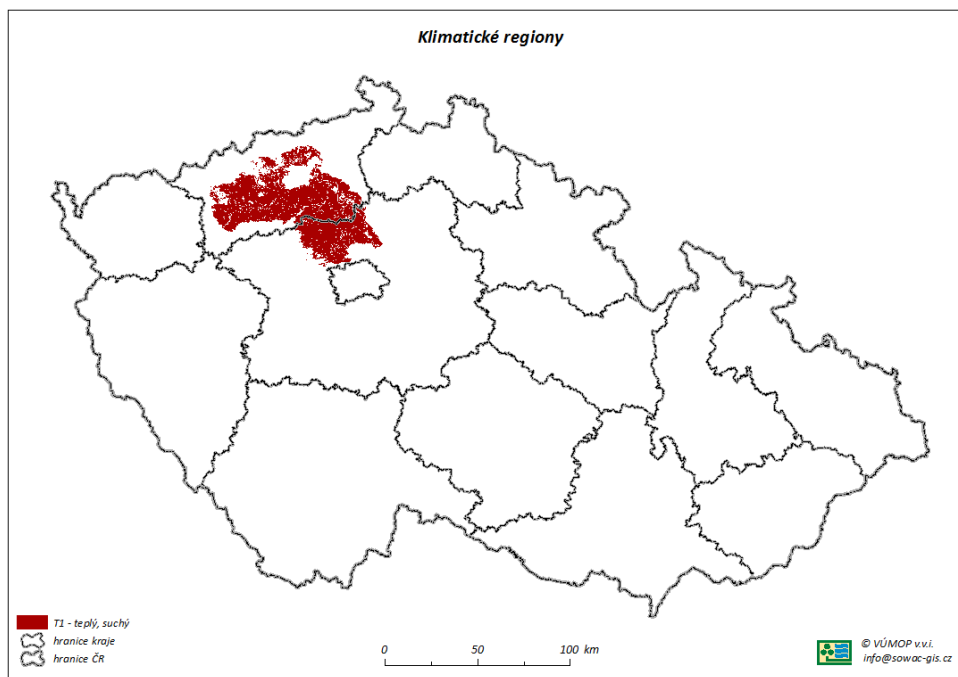 Klimatické regiony
T1 - teplý, suchý
hranice kraje
hranice ČR
0 50 100 km
© VÚMOP v.v.i.
info@sowac-gis.cz